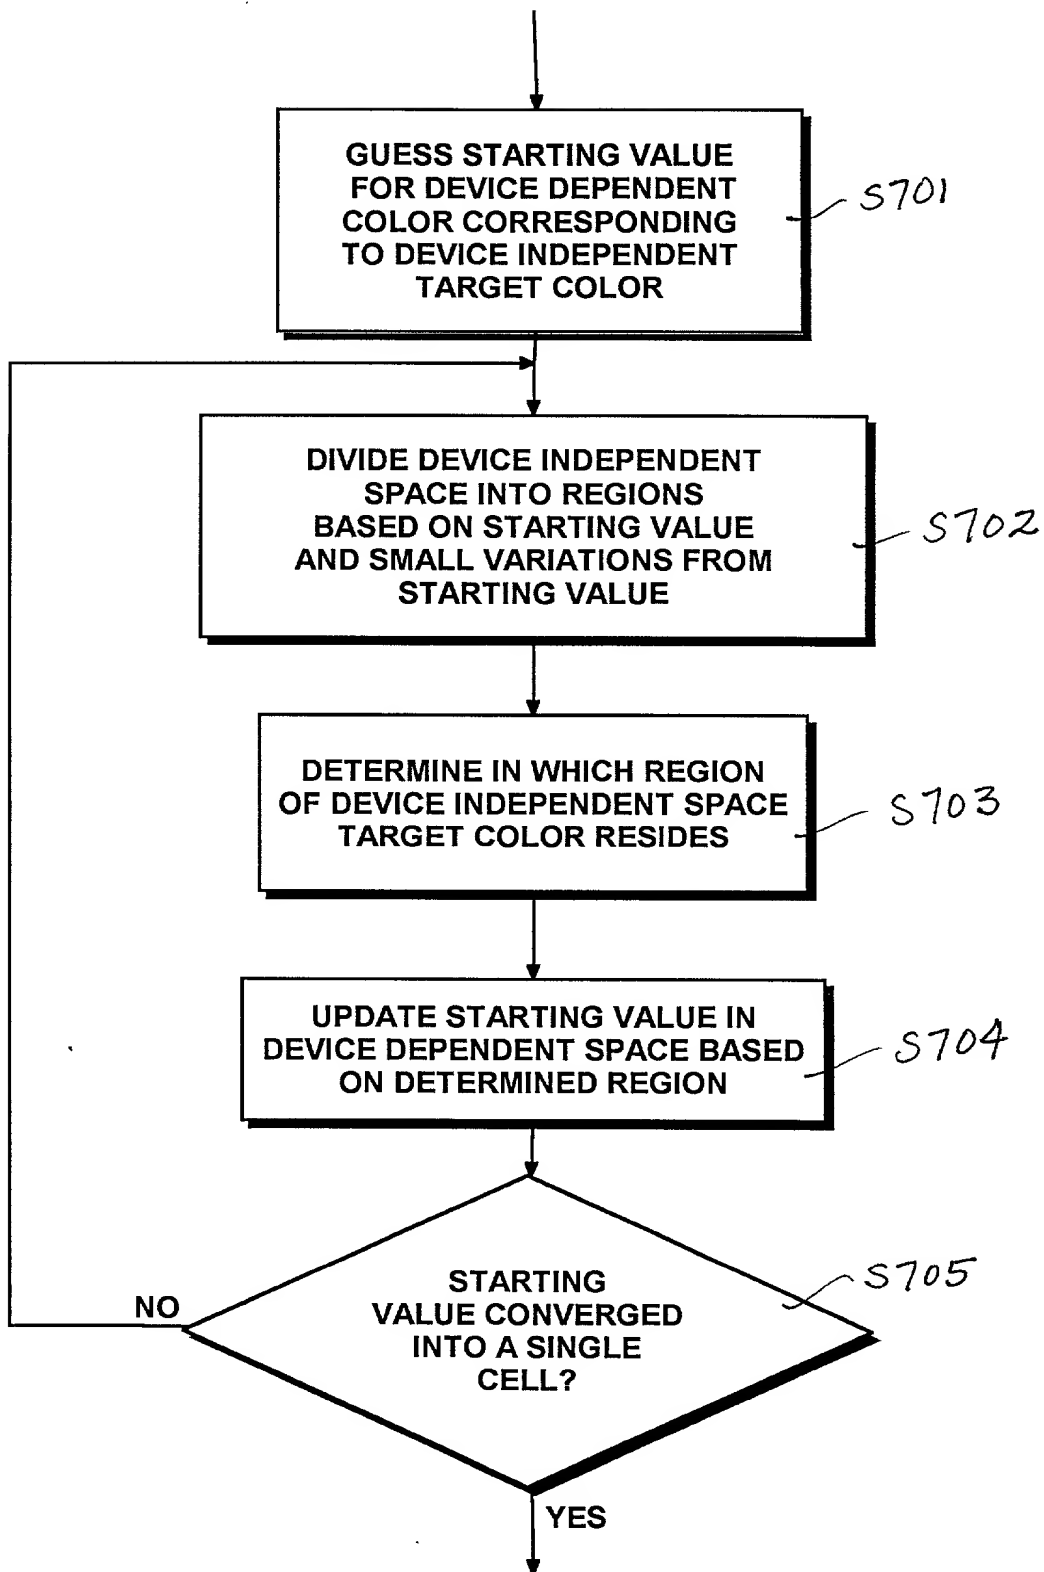 GUESS STARTING VALUE
FOR DEVICE DEPENDENT
COLOR CORRESPONDING
TO DEVICE INDEPENDENT
TARGET COLOR
S701
DIVIDE DEVICE INDEPENDENT
SPACE INTO REGIONS
BASED ON STARTING VALUE
AND SMALL VARIATIONS FROM
STARTING VALUE
S702
DETERMINE IN WHICH REGION
OF DEVICE INDEPENDENT SPACE
TARGET COLOR RESIDES
S703
UPDATE STARTING VALUE IN
DEVICE DEPENDENT SPACE BASED
ON DETERMINED REGION
S704
STARTING
VALUE CONVERGED
INTO A SINGLE
CELL?
S705
NO
YES